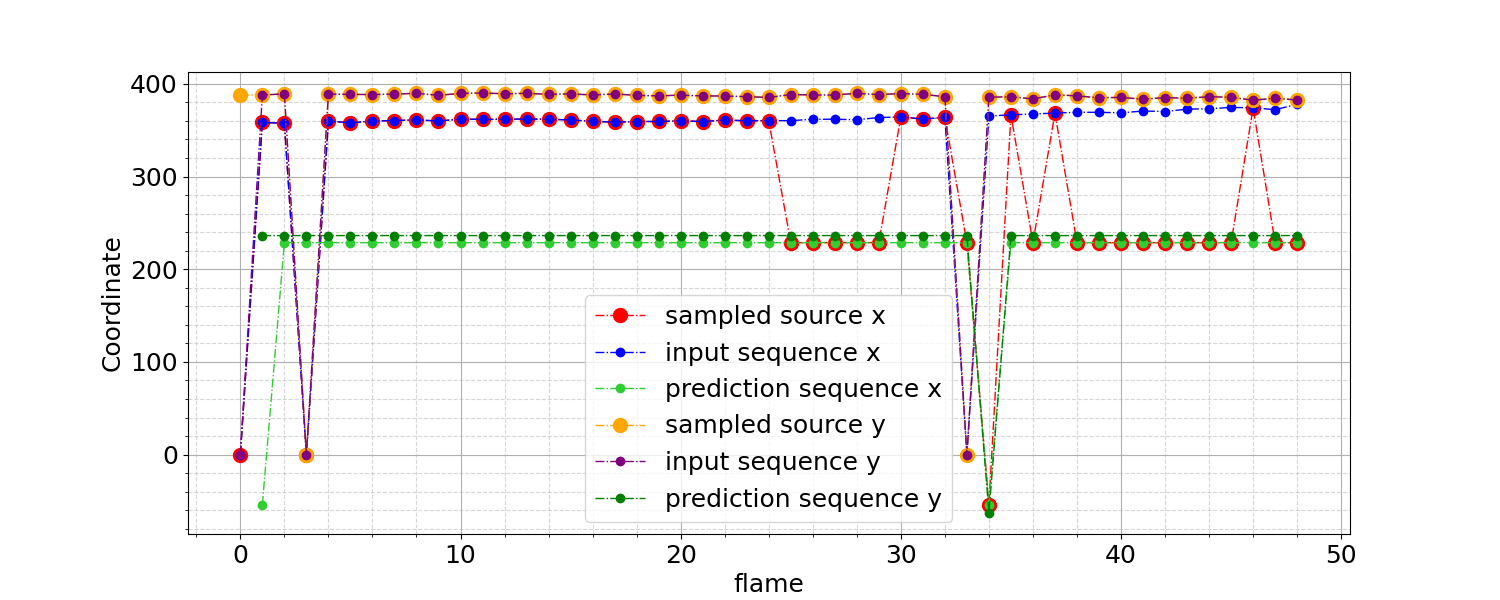 400
300
200
100
0
Coordinate
sampled source x
input sequence x
prediction sequence x
sampled source y
input sequence y
prediction sequence y
0 10 20 30 40 50
flame